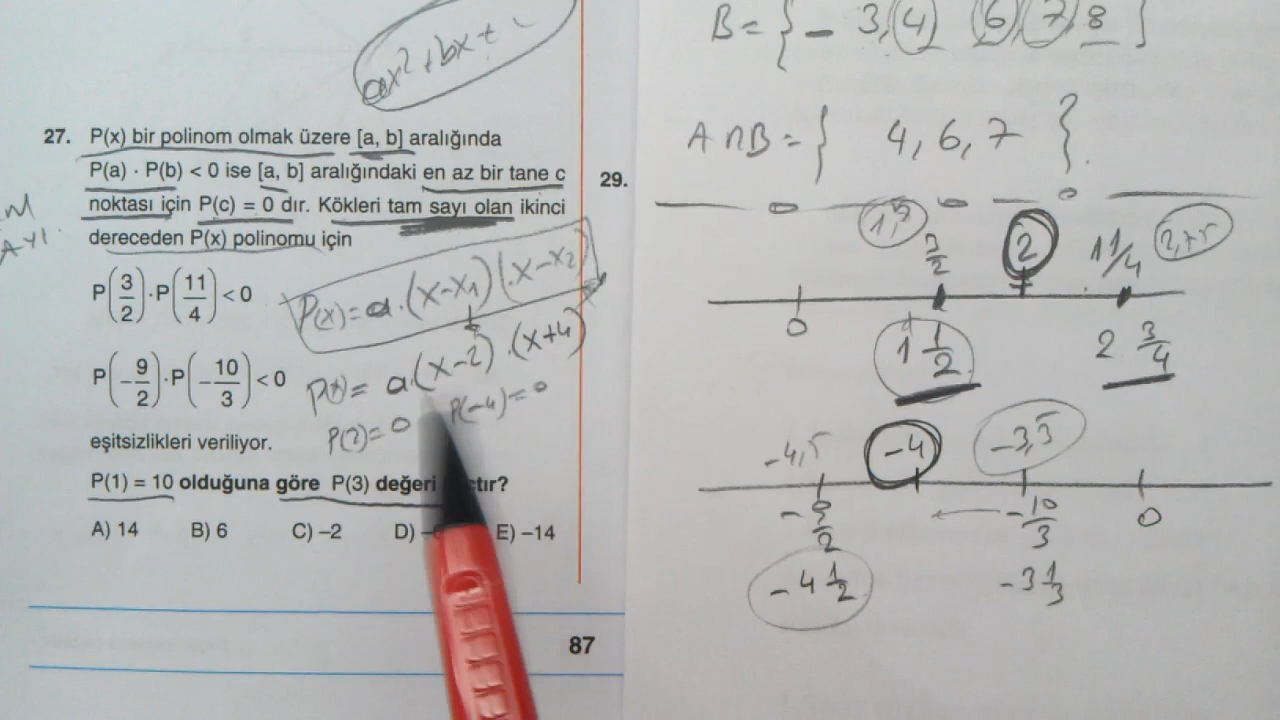 ax² + bx +
27. P(x) bir polinom olmak üzere [a, b] aralığında
P(a) · P(b) < 0 ise [a, b] aralığındaki en az bir tane c
noktası için P(c) = 0 dır. Kökleri tam sayı olan ikinci
dereceden P(x) polinomu için
AYI
P(3/2) · P(11/4) < 0
P(-9/2) · P(-10/3) < 0
P(x) = a · (x-x₁) (x-x₂)
P(x) = a · (x-2) · (x+4)
P(2) = 0 P(-4) = 0
eşitsizlikleri veriliyor.
P(1) = 10 olduğuna göre P(3) değeri
A) 14 B) 6 C) –2 D) E) –14
87
29.
B = { - 3, 4 6, 7, 8 }
A∩B = { 4, 6, 7 }
1,5 3/2 2 11/4 2,75
0 1 1/2 2 3/4
-4,5 -4 -3,3
-9/2 -10/3 0
-4 1/2 -3 1/3